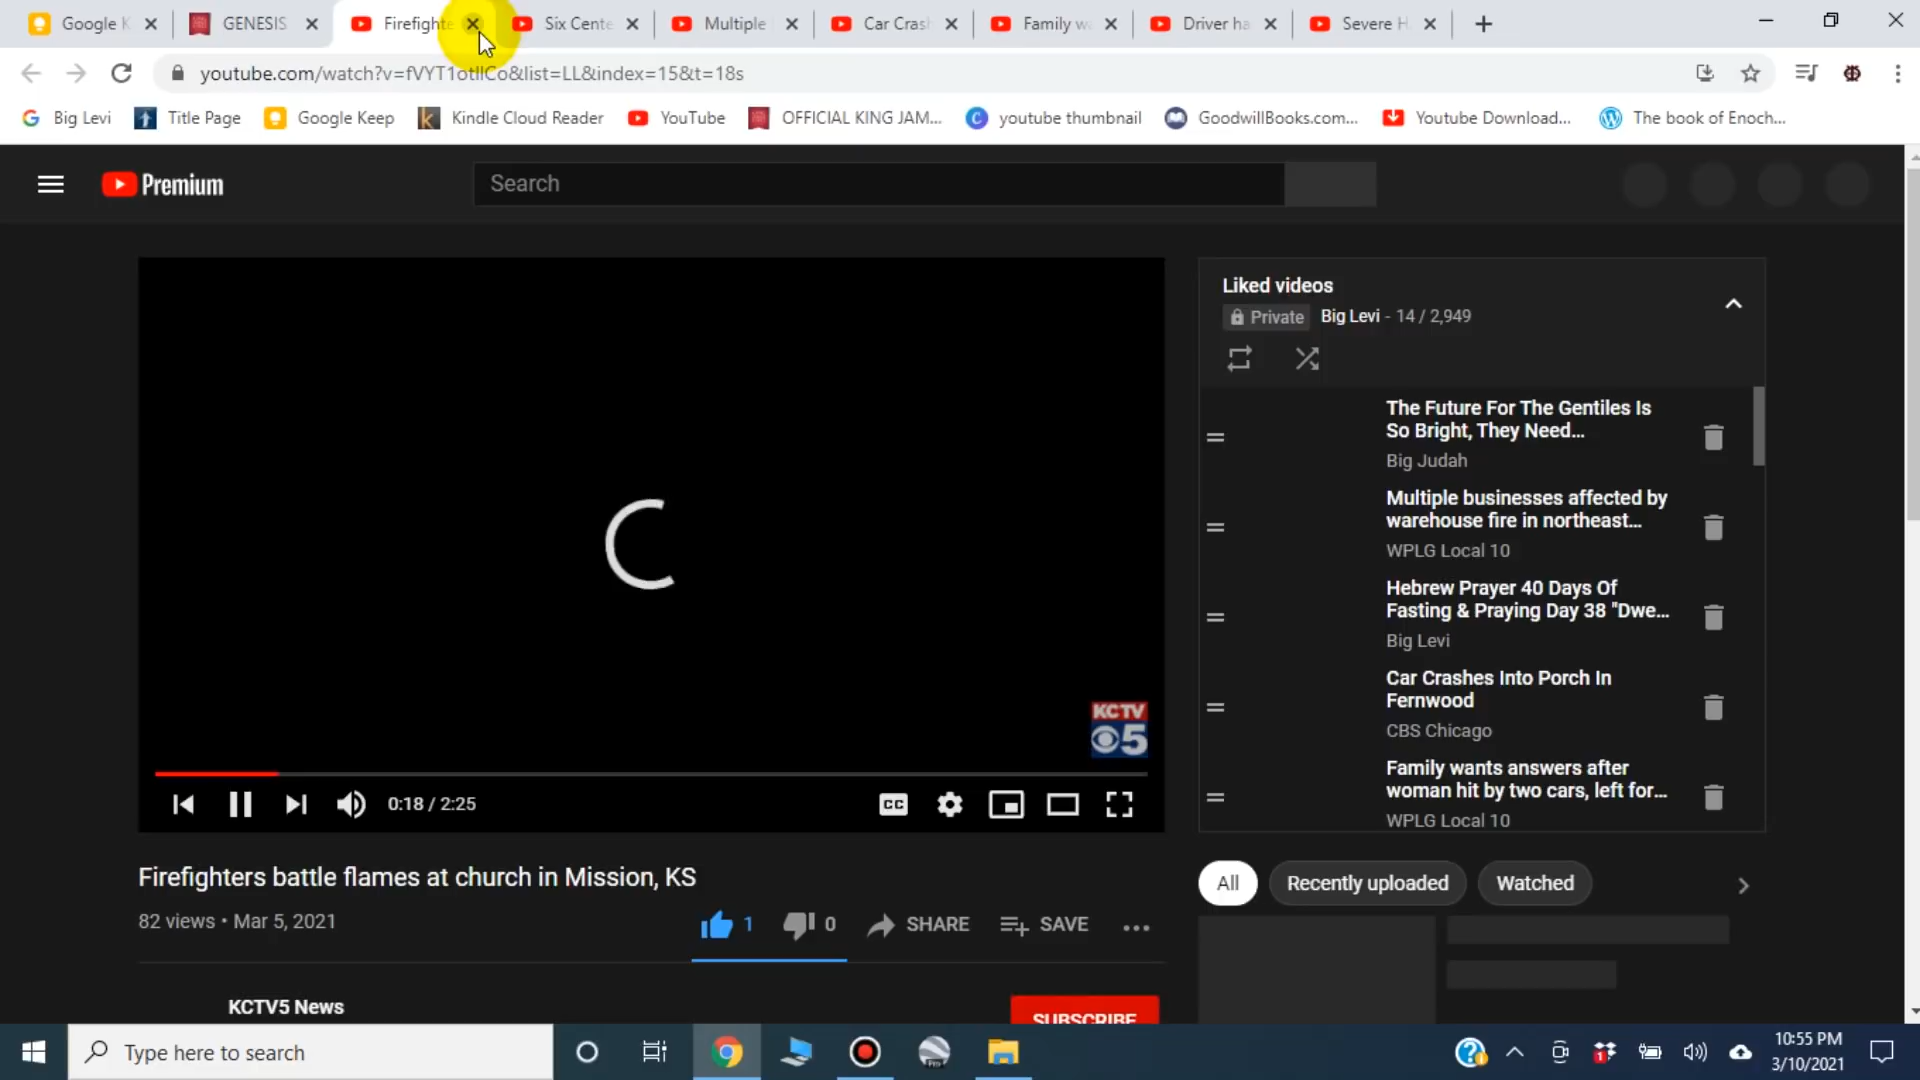 Google K
GENESIS
Firefighte
Six Cente
Multiple
Car Cras
Family w
Driver ha
Severe H
youtube.com/watch?v=fVYT1otIlCo&list=LL&index=15&t=18s
Big Levi
Title Page
Google Keep
Kindle Cloud Reader
YouTube
OFFICIAL KING JAM...
youtube thumbnail
GoodwillBooks.com...
Youtube Download...
The book of Enoch...
Premium
Search
KCTV
5
0:18 / 2:25
CC
Firefighters battle flames at church in Mission, KS
82 views • Mar 5, 2021
1
0
SHARE
SAVE
KCTV5 News
SUBSCRIBE
Liked videos
Private Big Levi - 14 / 2,949
The Future For The Gentiles Is
So Bright, They Need...
Big Judah
Multiple businesses affected by
warehouse fire in northeast...
WPLG Local 10
Hebrew Prayer 40 Days Of
Fasting & Praying Day 38 "Dwe...
Big Levi
Car Crashes Into Porch In
Fernwood
CBS Chicago
Family wants answers after
woman hit by two cars, left for...
WPLG Local 10
All
Recently uploaded
Watched
Type here to search
1
10:55 PM
3/10/2021